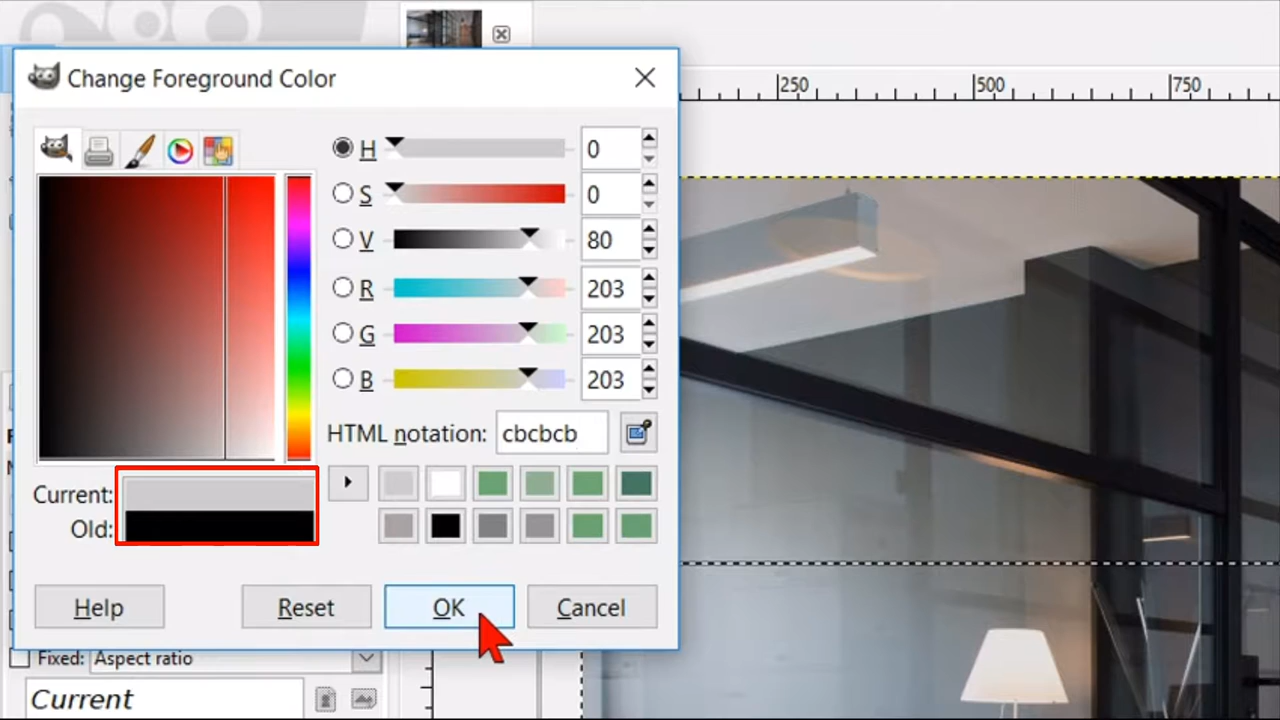 Change Foreground Color
250
500
750
H 0
S 0
V 80
R 203
G 203
B 203
HTML notation: cbcbcb
Current:
Old:
Help Reset OK Cancel
Fixed: Aspect ratio
Current